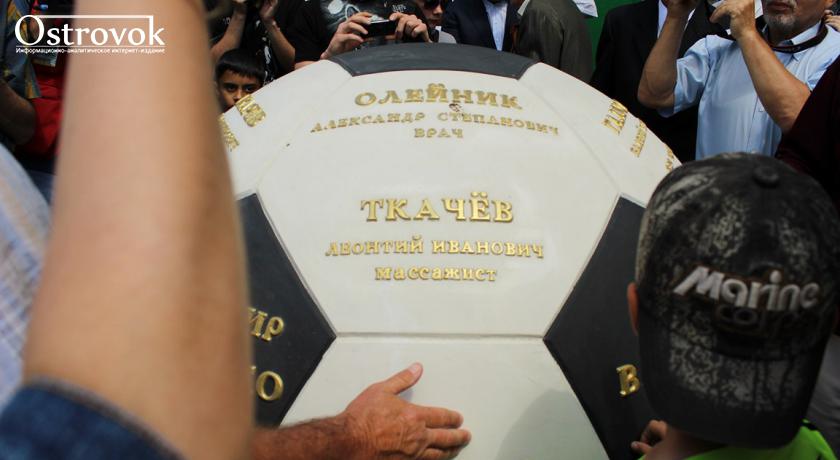 Ostrovok
Информационно-аналитическое интернет-издание
ОЛЕЙНИК
АЛЕКСАНДР СТЕПАНОВИЧ
ВРАЧ
ТКАЧЁВ
ЛЕОНТИЙ ИВАНОВИЧ
массажист
Marine